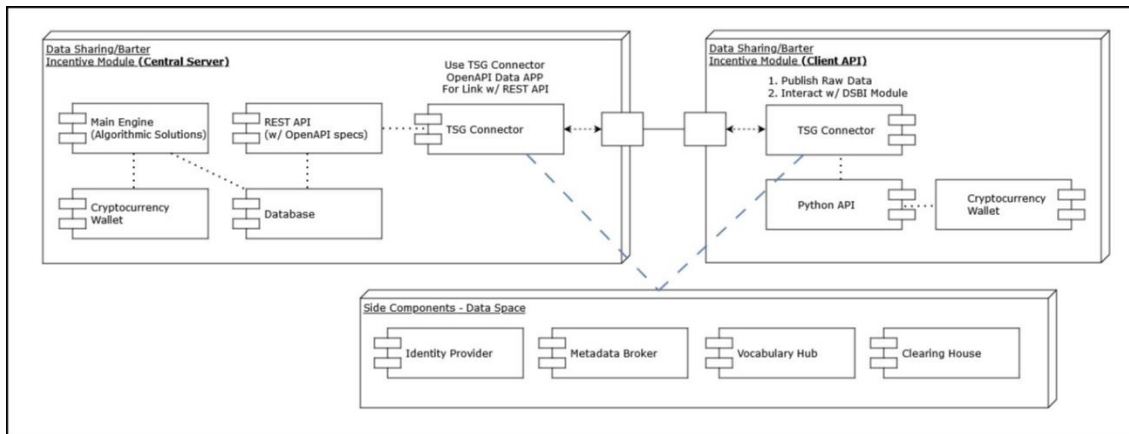 Data Sharing/Barter
Incentive Module (Central Server)
Use TSG Connector
OpenAPI Data APP
For Link w/ REST API
Main Engine
(Algorithmic Solutions)
REST API
(w/ OpenAPI specs)
TSG Connector
Cryptocurrency
Wallet
Database
Data Sharing/Barter
Incentive Module (Client API)
1. Publish Raw Data
2. Interact w/ DSBI Module
TSG Connector
Python API
Cryptocurrency
Wallet
Side Components - Data Space
Identity Provider
Metadata Broker
Vocabulary Hub
Clearing House